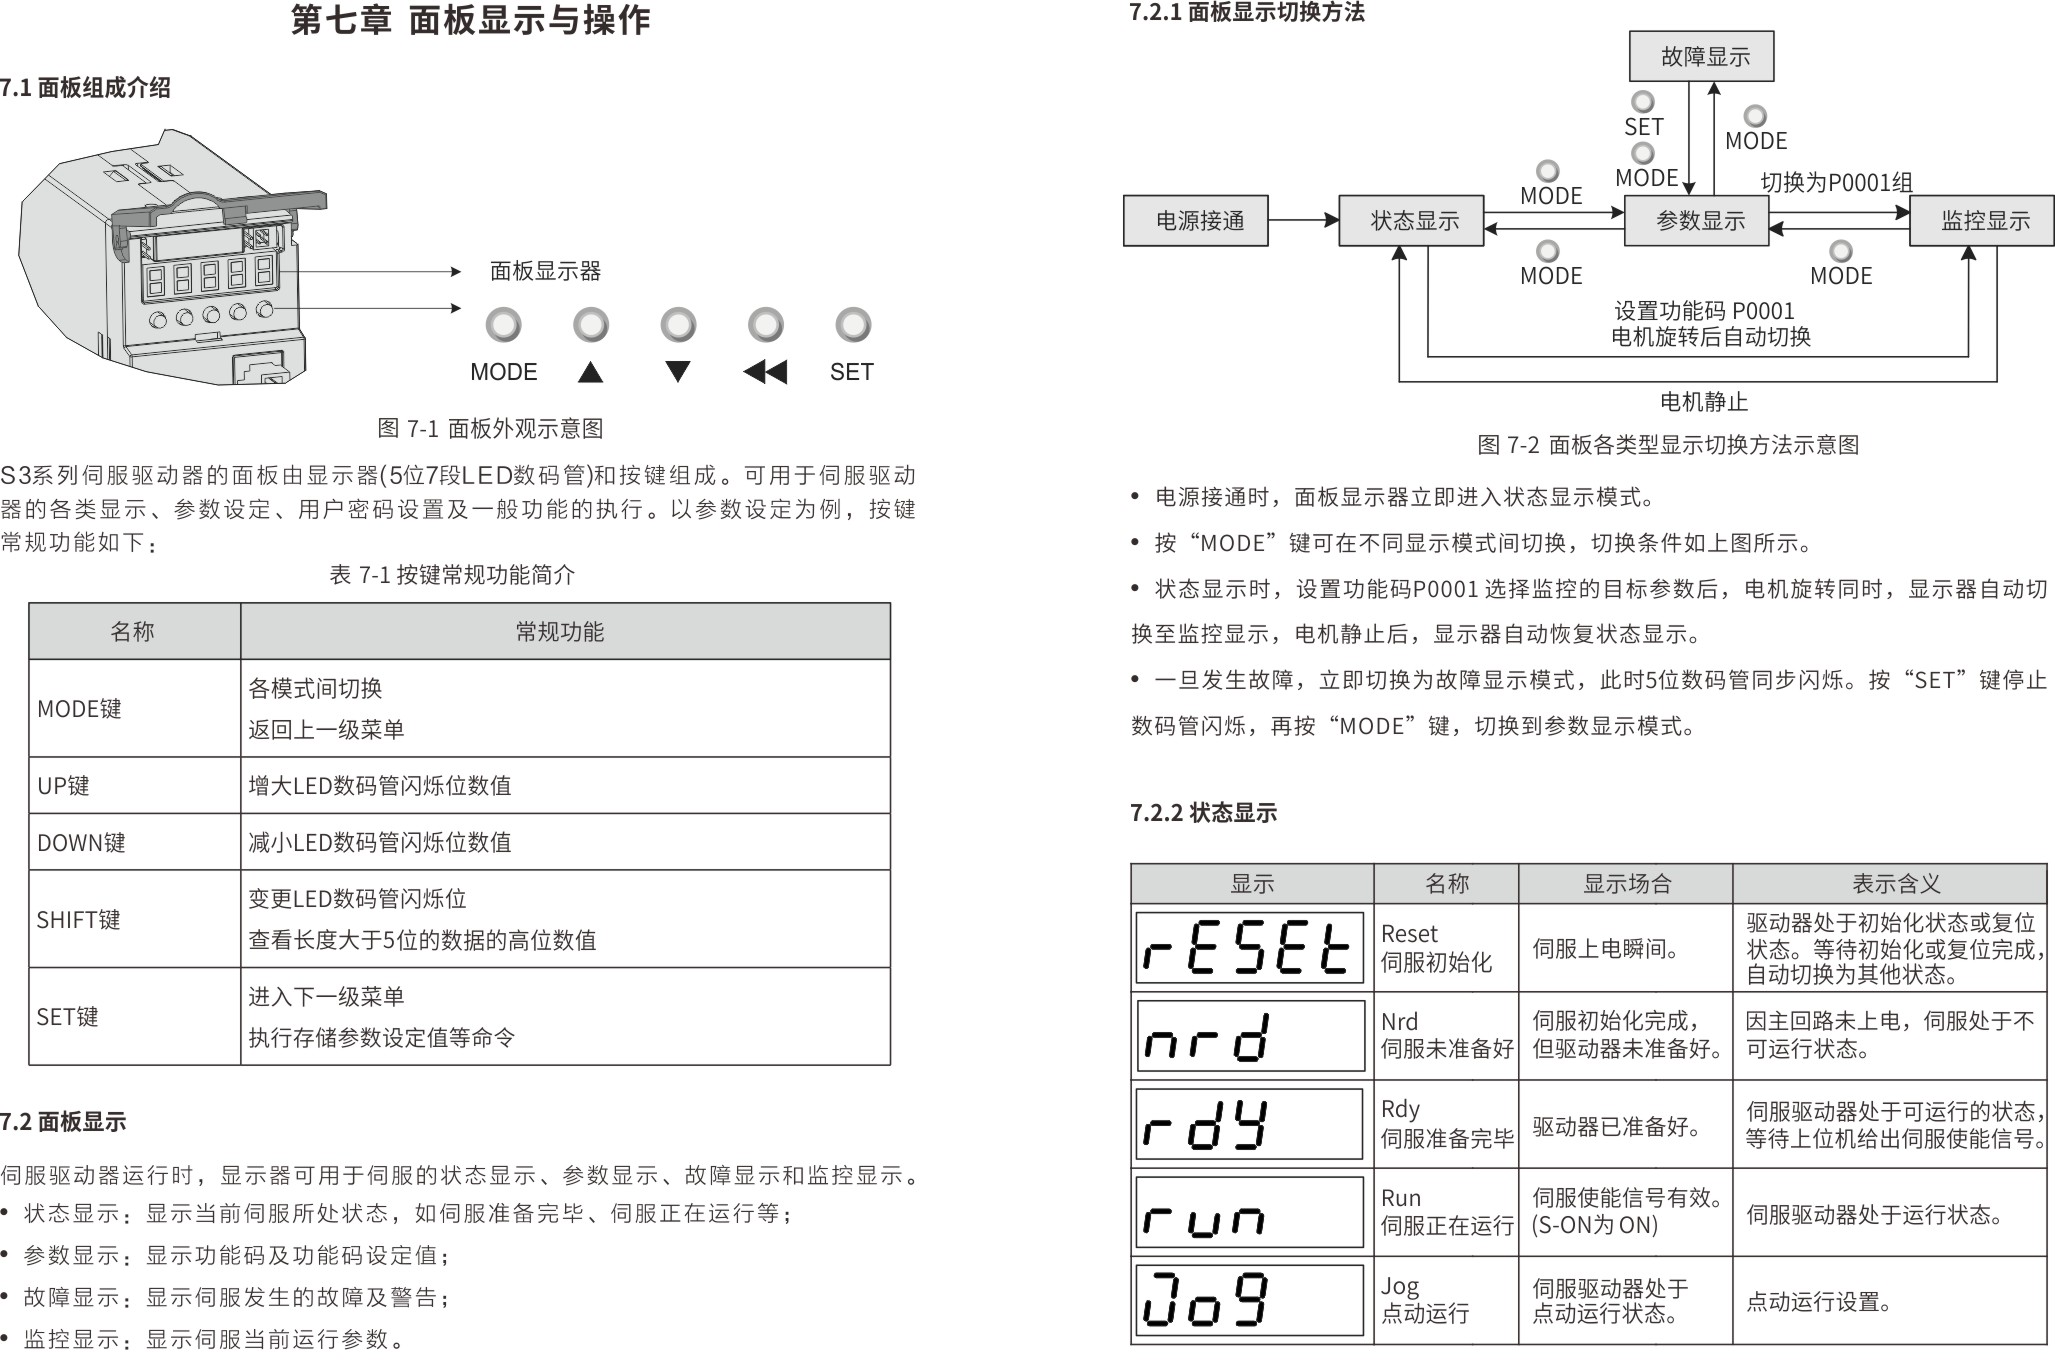 第七章 面板显示与操作
7.1 面板组成介绍
面板显示器
MODE
SET
图 7-1 面板外观示意图
S3系列伺服驱动器的面板由显示器(5位7段LED数码管)和按键组成。可用于伺服驱动
器的各类显示、参数设定、用户密码设置及一般功能的执行。以参数设定为例，按键
常规功能如下：
表 7-1 按键常规功能简介
名称 常规功能
MODE键
各模式间切换
返回上一级菜单
UP键 增大LED数码管闪烁位数值
DOWN键 减小LED数码管闪烁位数值
SHIFT键
变更LED数码管闪烁位
查看长度大于5位的数据的高位数值
SET键
进入下一级菜单
执行存储参数设定值等命令
7.2 面板显示
伺服驱动器运行时，显示器可用于伺服的状态显示、参数显示、故障显示和监控显示。
• 状态显示：显示当前伺服所处状态，如伺服准备完毕、伺服正在运行等；
• 参数显示：显示功能码及功能码设定值；
• 故障显示：显示伺服发生的故障及警告；
• 监控显示：显示伺服当前运行参数。
7.2.1 面板显示切换方法
故障显示
SET
MODE
MODE
切换为P0001组
MODE
电源接通
状态显示
参数显示
监控显示
MODE
MODE
设置功能码 P0001
电机旋转后自动切换
电机静止
图 7-2 面板各类型显示切换方法示意图
• 电源接通时，面板显示器立即进入状态显示模式。
• 按“MODE”键可在不同显示模式间切换，切换条件如上图所示。
• 状态显示时，设置功能码P0001 选择监控的目标参数后，电机旋转同时，显示器自动切
换至监控显示，电机静止后，显示器自动恢复状态显示。
• 一旦发生故障，立即切换为故障显示模式，此时5位数码管同步闪烁。按“SET”键停止
数码管闪烁，再按“MODE”键，切换到参数显示模式。
7.2.2 状态显示
显示 名称 显示场合 表示含义
rESEt
Reset
伺服初始化
伺服上电瞬间。
驱动器处于初始化状态或复位
状态。等待初始化或复位完成，
自动切换为其他状态。
nrd
Nrd
伺服未准备好
伺服初始化完成，
但驱动器未准备好。
因主回路未上电，伺服处于不
可运行状态。
rdy
Rdy
伺服准备完毕
驱动器已准备好。
伺服驱动器处于可运行的状态，
等待上位机给出伺服使能信号。
run
Run
伺服正在运行
伺服使能信号有效。
(S-ON为 ON)
伺服驱动器处于运行状态。
Jog
Jog
点动运行
伺服驱动器处于
点动运行状态。
点动运行设置。